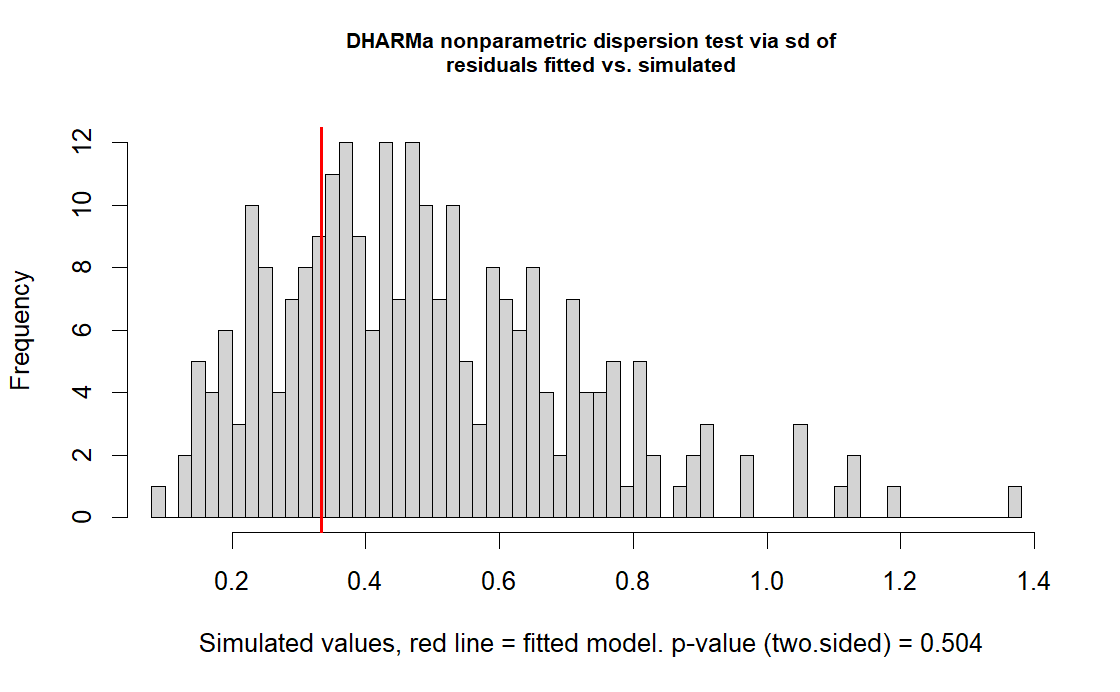 DHARMa nonparametric dispersion test via sd of
residuals fitted vs. simulated
Frequency
12
10
8
6
4
2
0
0.2 0.4 0.6 0.8 1.0 1.2 1.4
Simulated values, red line = fitted model. p-value (two.sided) = 0.504